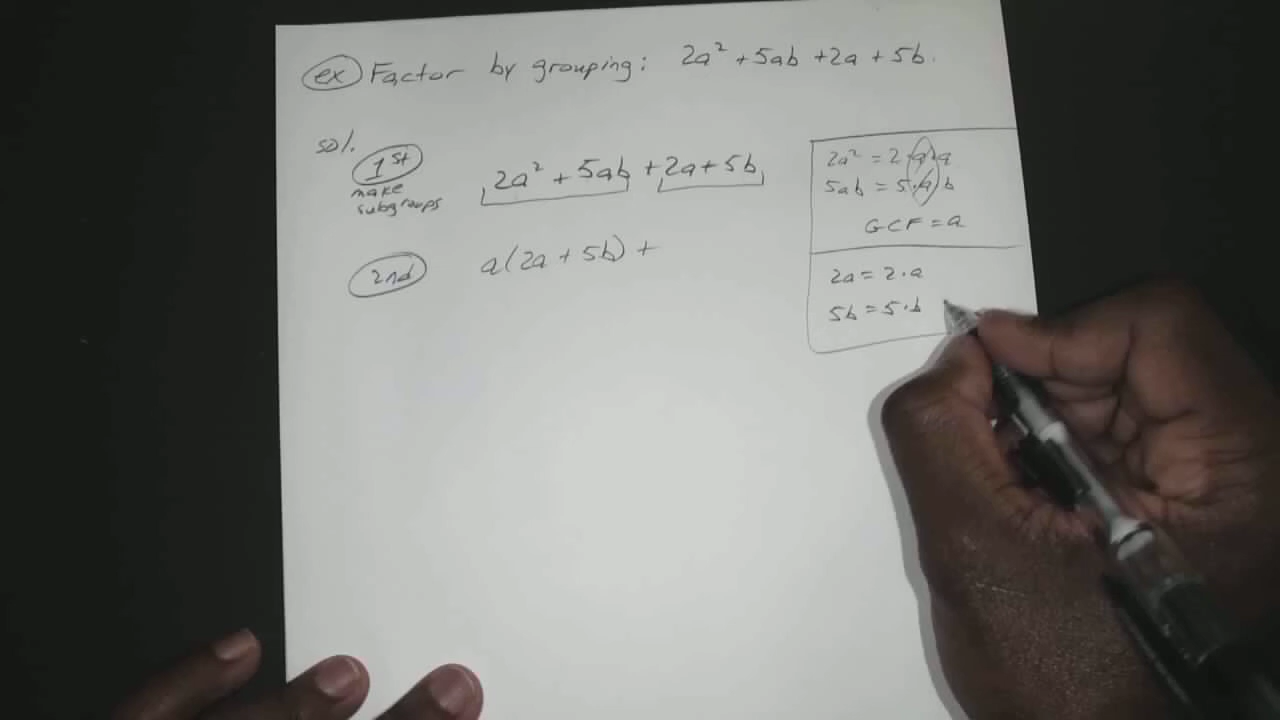 ex Factor by grouping: 2a² + 5ab + 2a + 5b.
sol.
1st
make
subgroups
2a² + 5ab + 2a + 5b
2nd
a(2a + 5b) +
2a² = 2·a·a
5ab = 5·a·b
GCF = a
2a = 2·a
5b = 5·b